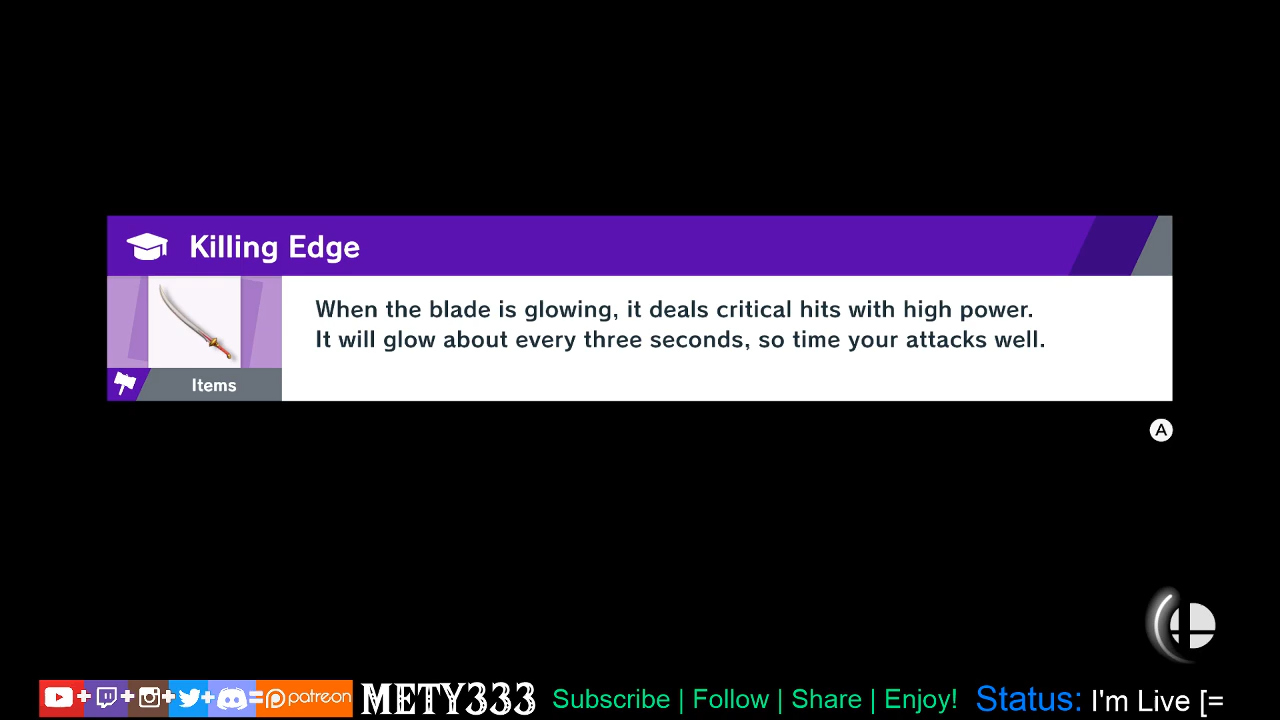 Killing Edge
When the blade is glowing, it deals critical hits with high power.
It will glow about every three seconds, so time your attacks well.
Items
A
+ + + + = patreon METY333 Subscribe | Follow | Share | Enjoy! Status: I'm Live [=